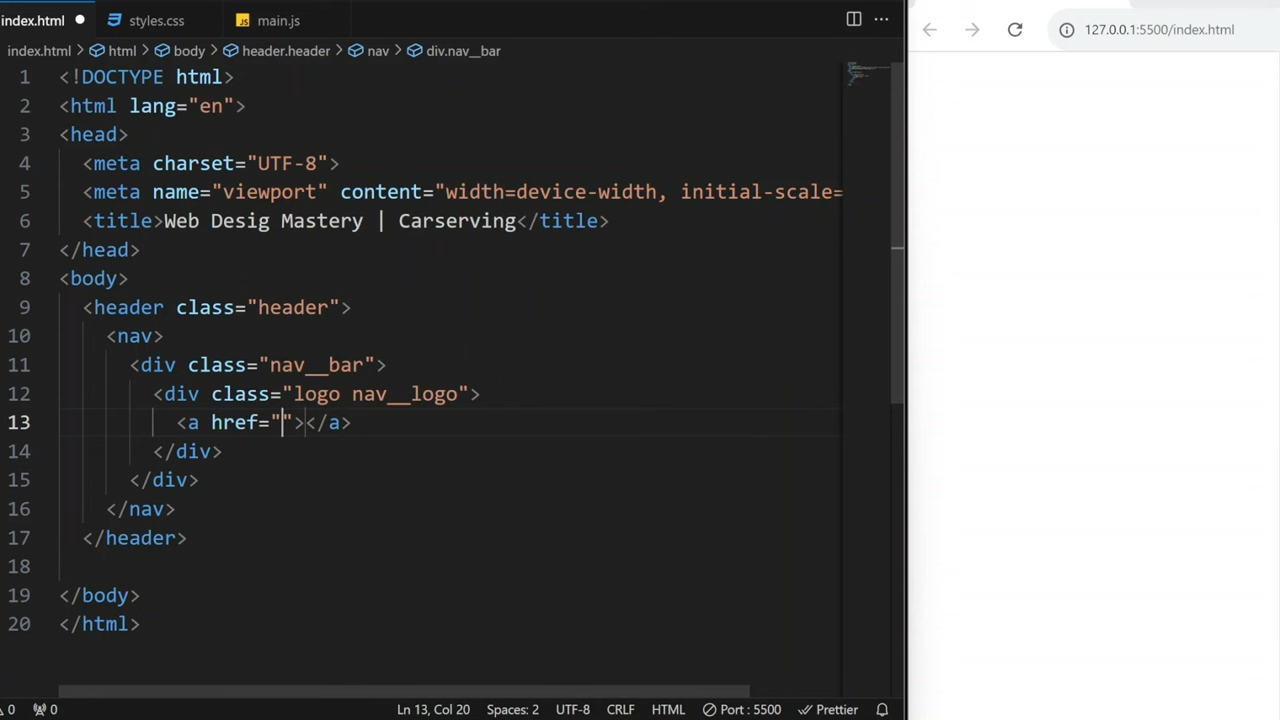 index.html
styles.css
JS main.js
index.html > html > body > header.header > nav > div.nav__bar
127.0.0.1:5500/index.html
1 <!DOCTYPE html>
2 <html lang="en">
3 <head>
4 <meta charset="UTF-8">
5 <meta name="viewport" content="width=device-width, initial-scale=
6 <title>Web Desig Mastery | Carserving</title>
7 </head>
8 <body>
9 <header class="header">
10 <nav>
11 <div class="nav__bar">
12 <div class="logo nav__logo">
13 <a href=""></a>
14 </div>
15 </div>
16 </nav>
17 </header>
18
19 </body>
20 </html>
0 0 Ln 13, Col 20 Spaces: 2 UTF-8 CRLF HTML Port : 5500 Prettier